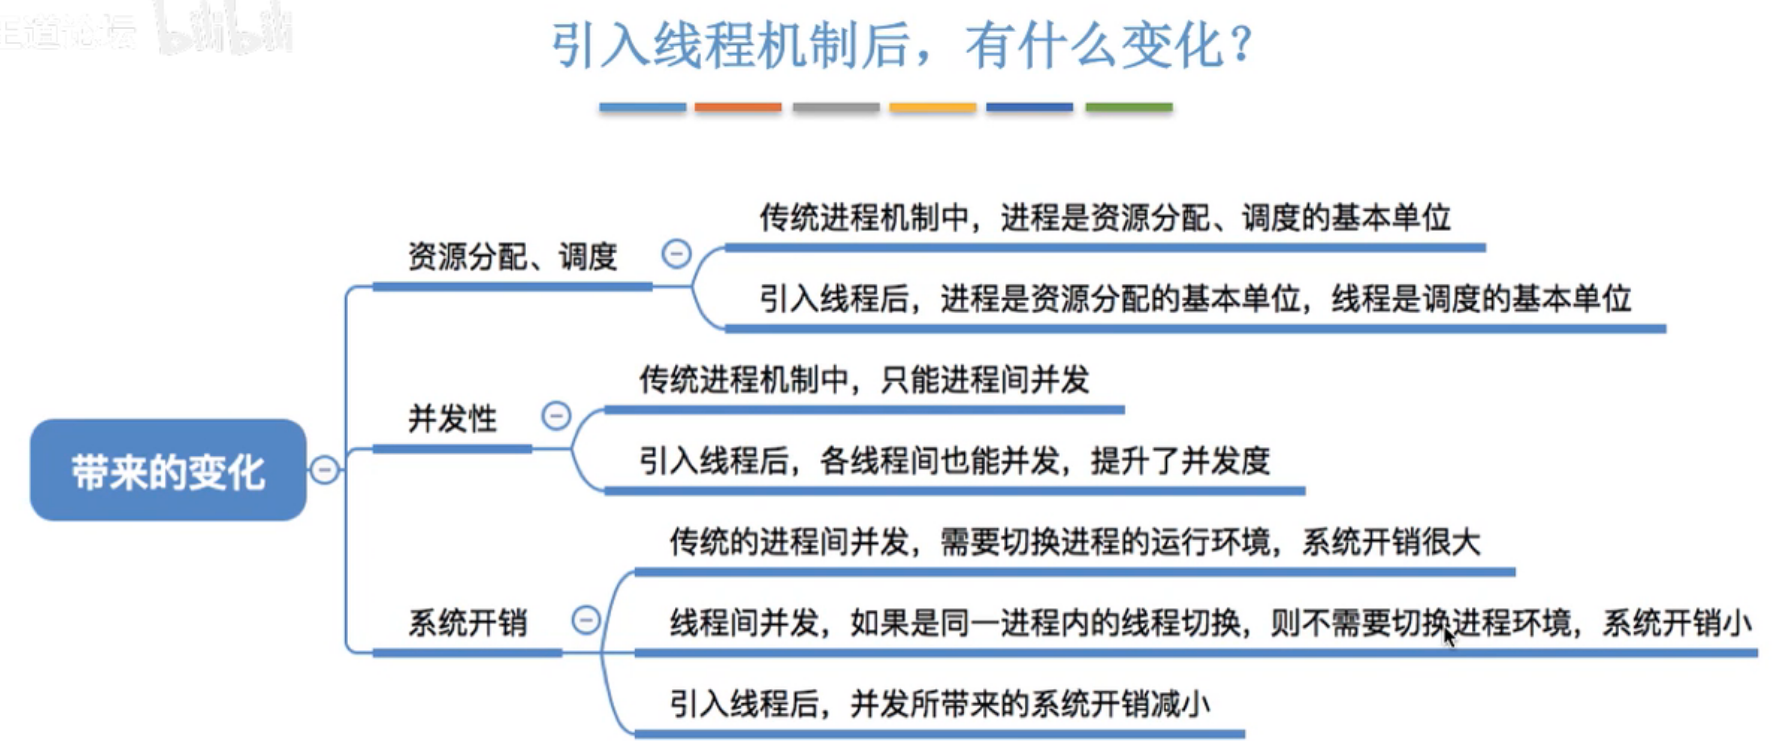 王道论坛 bilibili
引入线程机制后，有什么变化？
传统进程机制中，进程是资源分配、调度的基本单位
资源分配、调度
引入线程后，进程是资源分配的基本单位，线程是调度的基本单位
传统进程机制中，只能进程间并发
并发性
引入线程后，各线程间也能并发，提升了并发度
带来的变化
传统的进程间并发，需要切换进程的运行环境，系统开销很大
系统开销
线程间并发，如果是同一进程内的线程切换，则不需要切换进程环境，系统开销小
引入线程后，并发所带来的系统开销减小